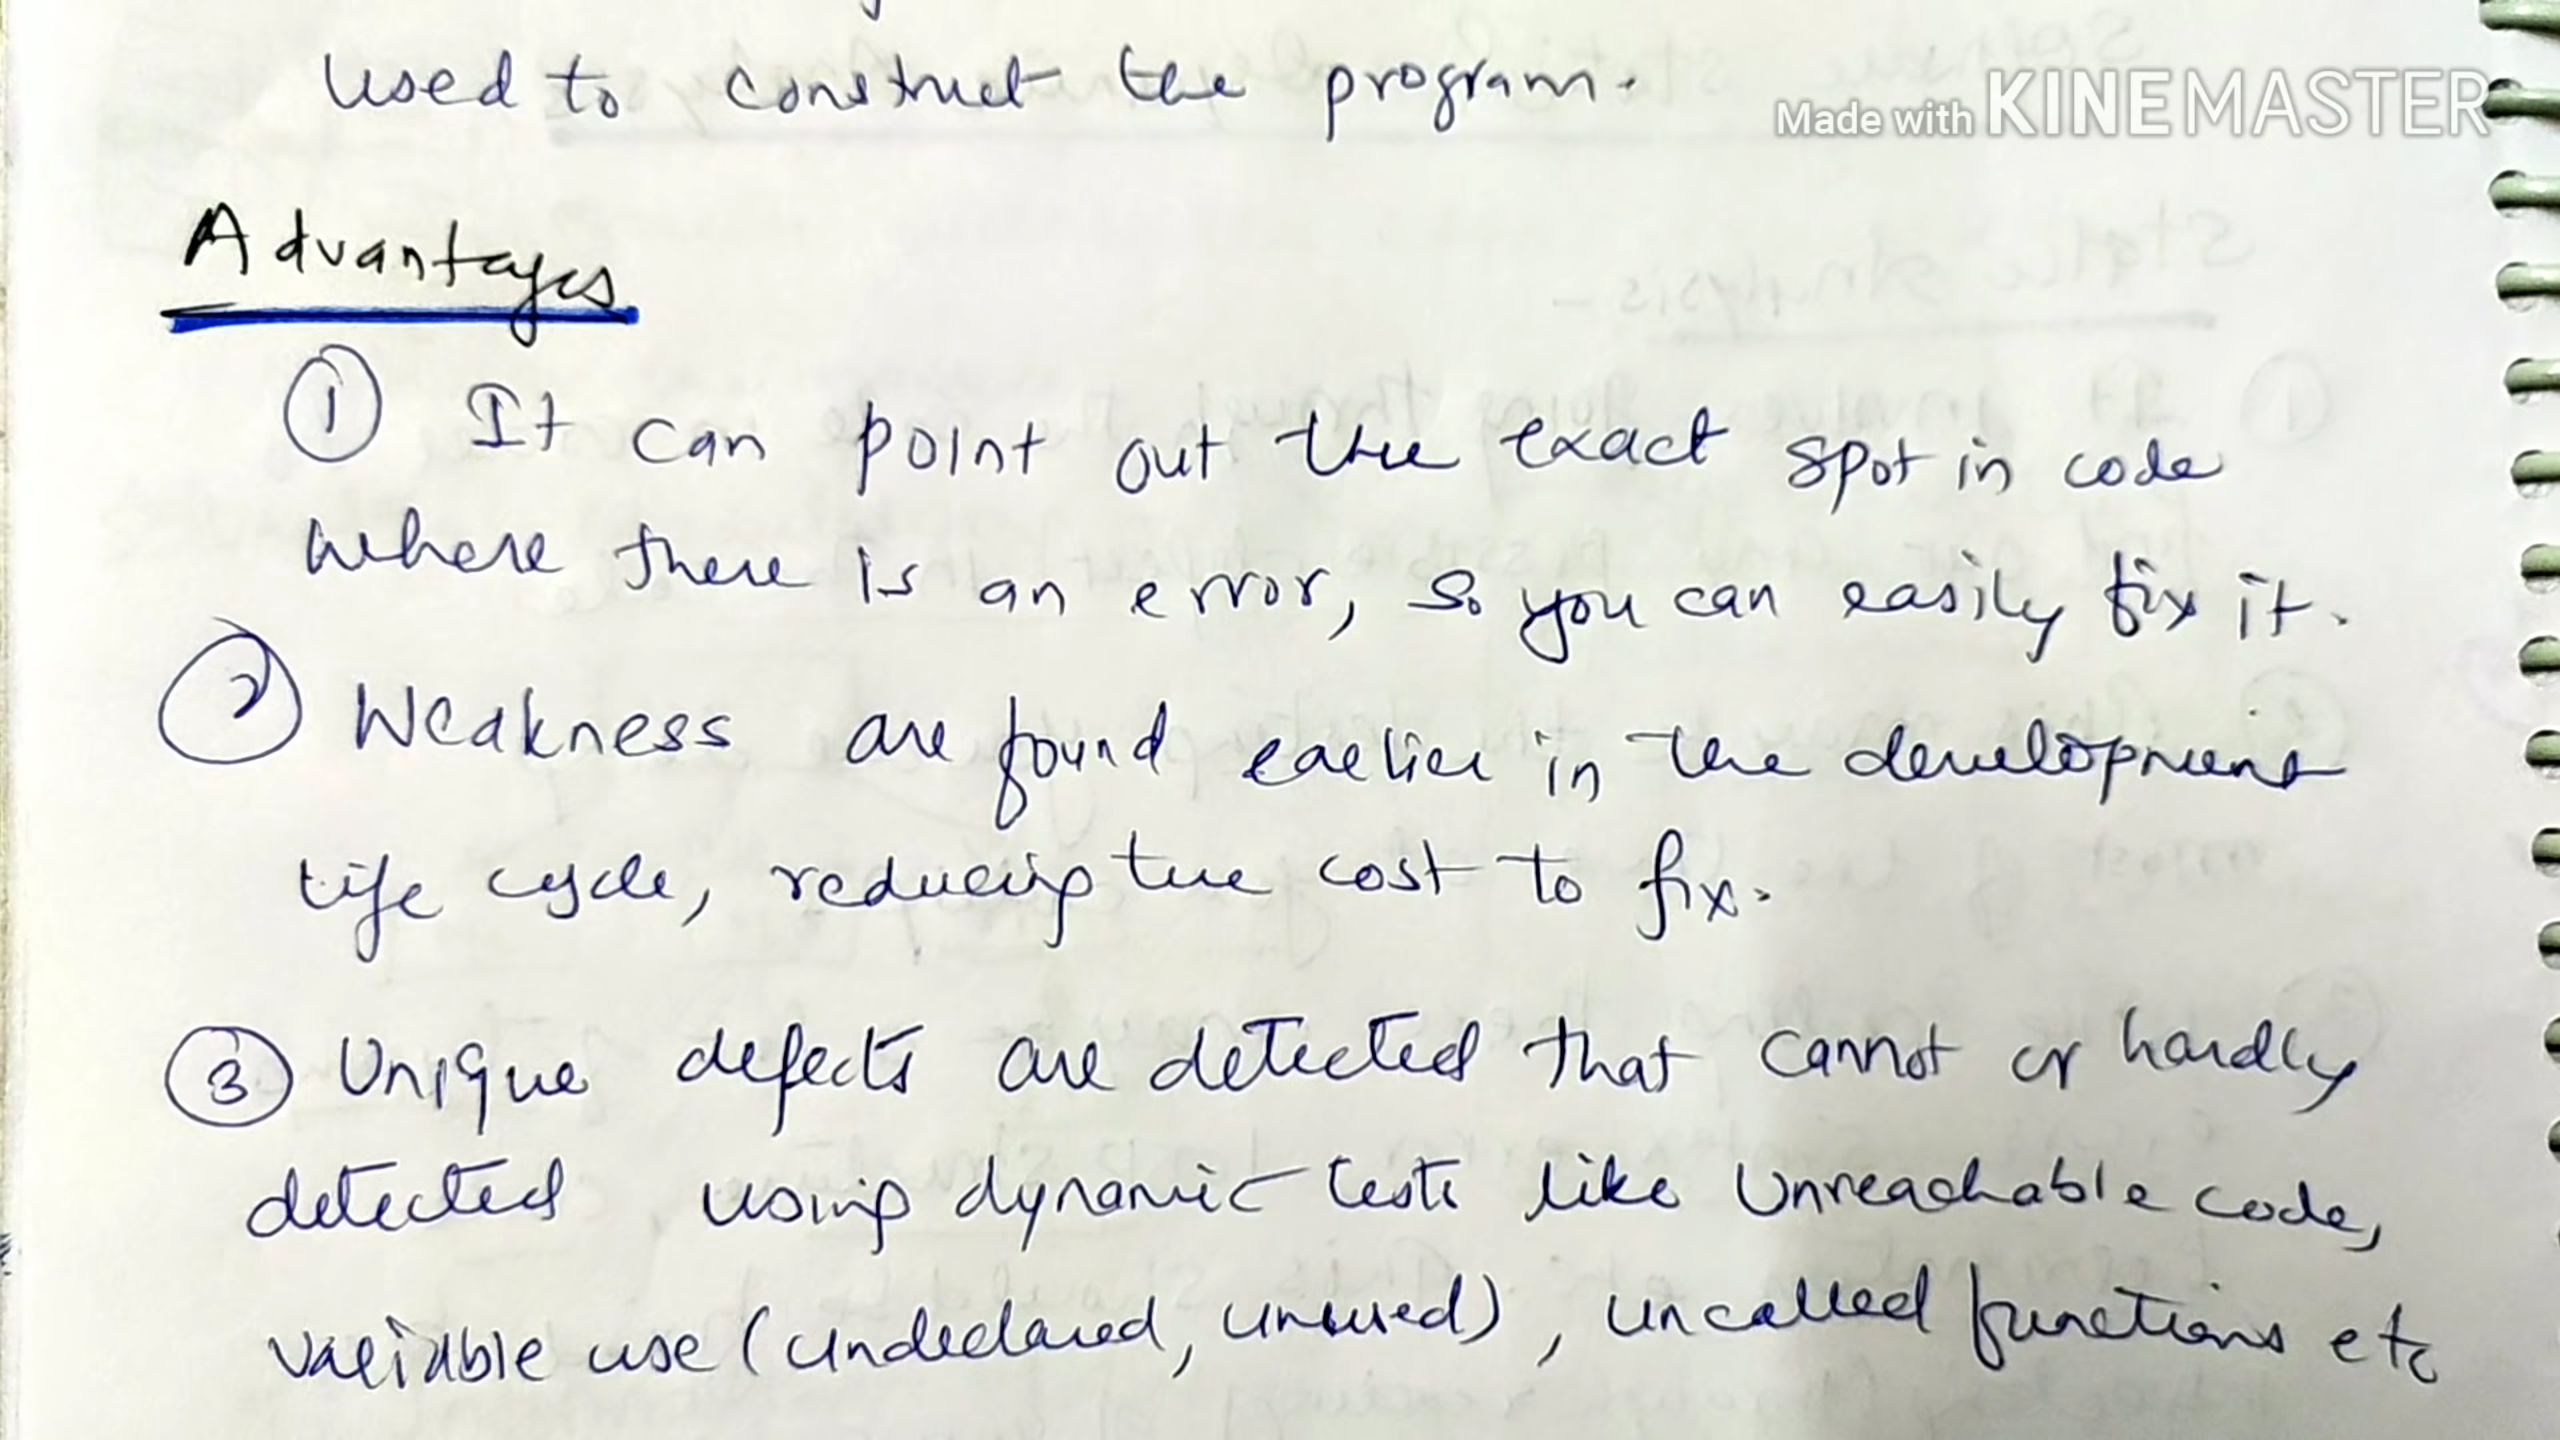 used to construct the program.
Made with KINEMASTER
Advantages
① It can point out the exact spot in code
where there is an error, so you can easily fix it.
② Weakness are found earlier in the development
life cycle, reducing the cost to fix.
③ Unique defects are detected that cannot or hardly
detected using dynamic tests like Unreachable code,
variable use (undeclared, unused), uncalled functions etc